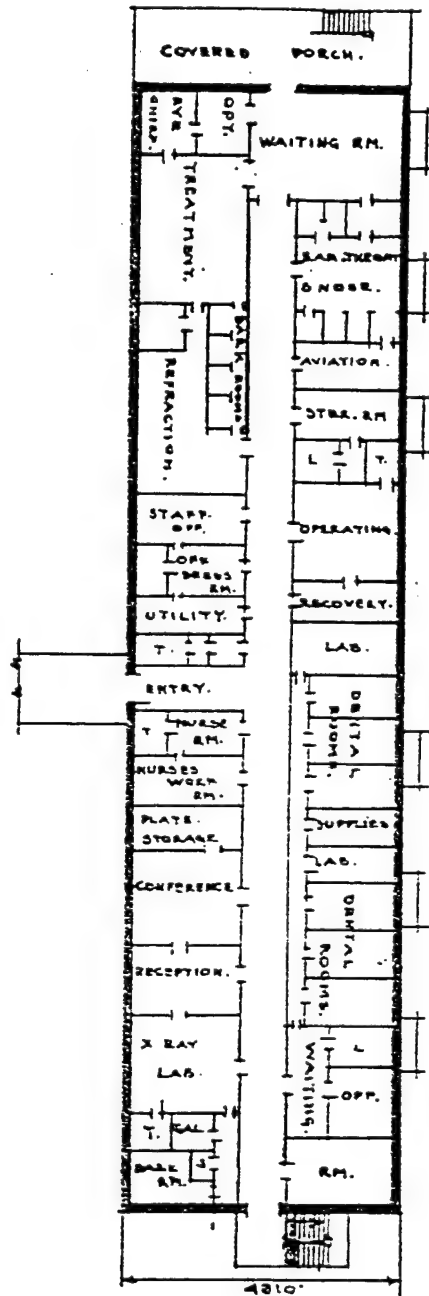 COVERED PORCH.
OPT.
EYE
EXAM.
WAITING RM.
TREATMENT.
EAR THROAT
& NOSE.
DARK ROOMS
AVIATION.
REFRACTION.
STER. RM
L
T.
STAFF
OFF.
OPERATING.
DRESS
RM.
RECOVERY.
UTILITY.
T.
LAB.
ENTRY.
DENTAL
ROOMS.
T.
NURSE
RM.
NURSES
WORK
RM.
PLATE
STORAGE
SUPPLIES
LAB.
CONFERENCE
DENTAL
ROOMS.
RECEPTION.
X RAY
LAB.
WAITING.
L
OFF.
T.
DARK
RM.
RM.